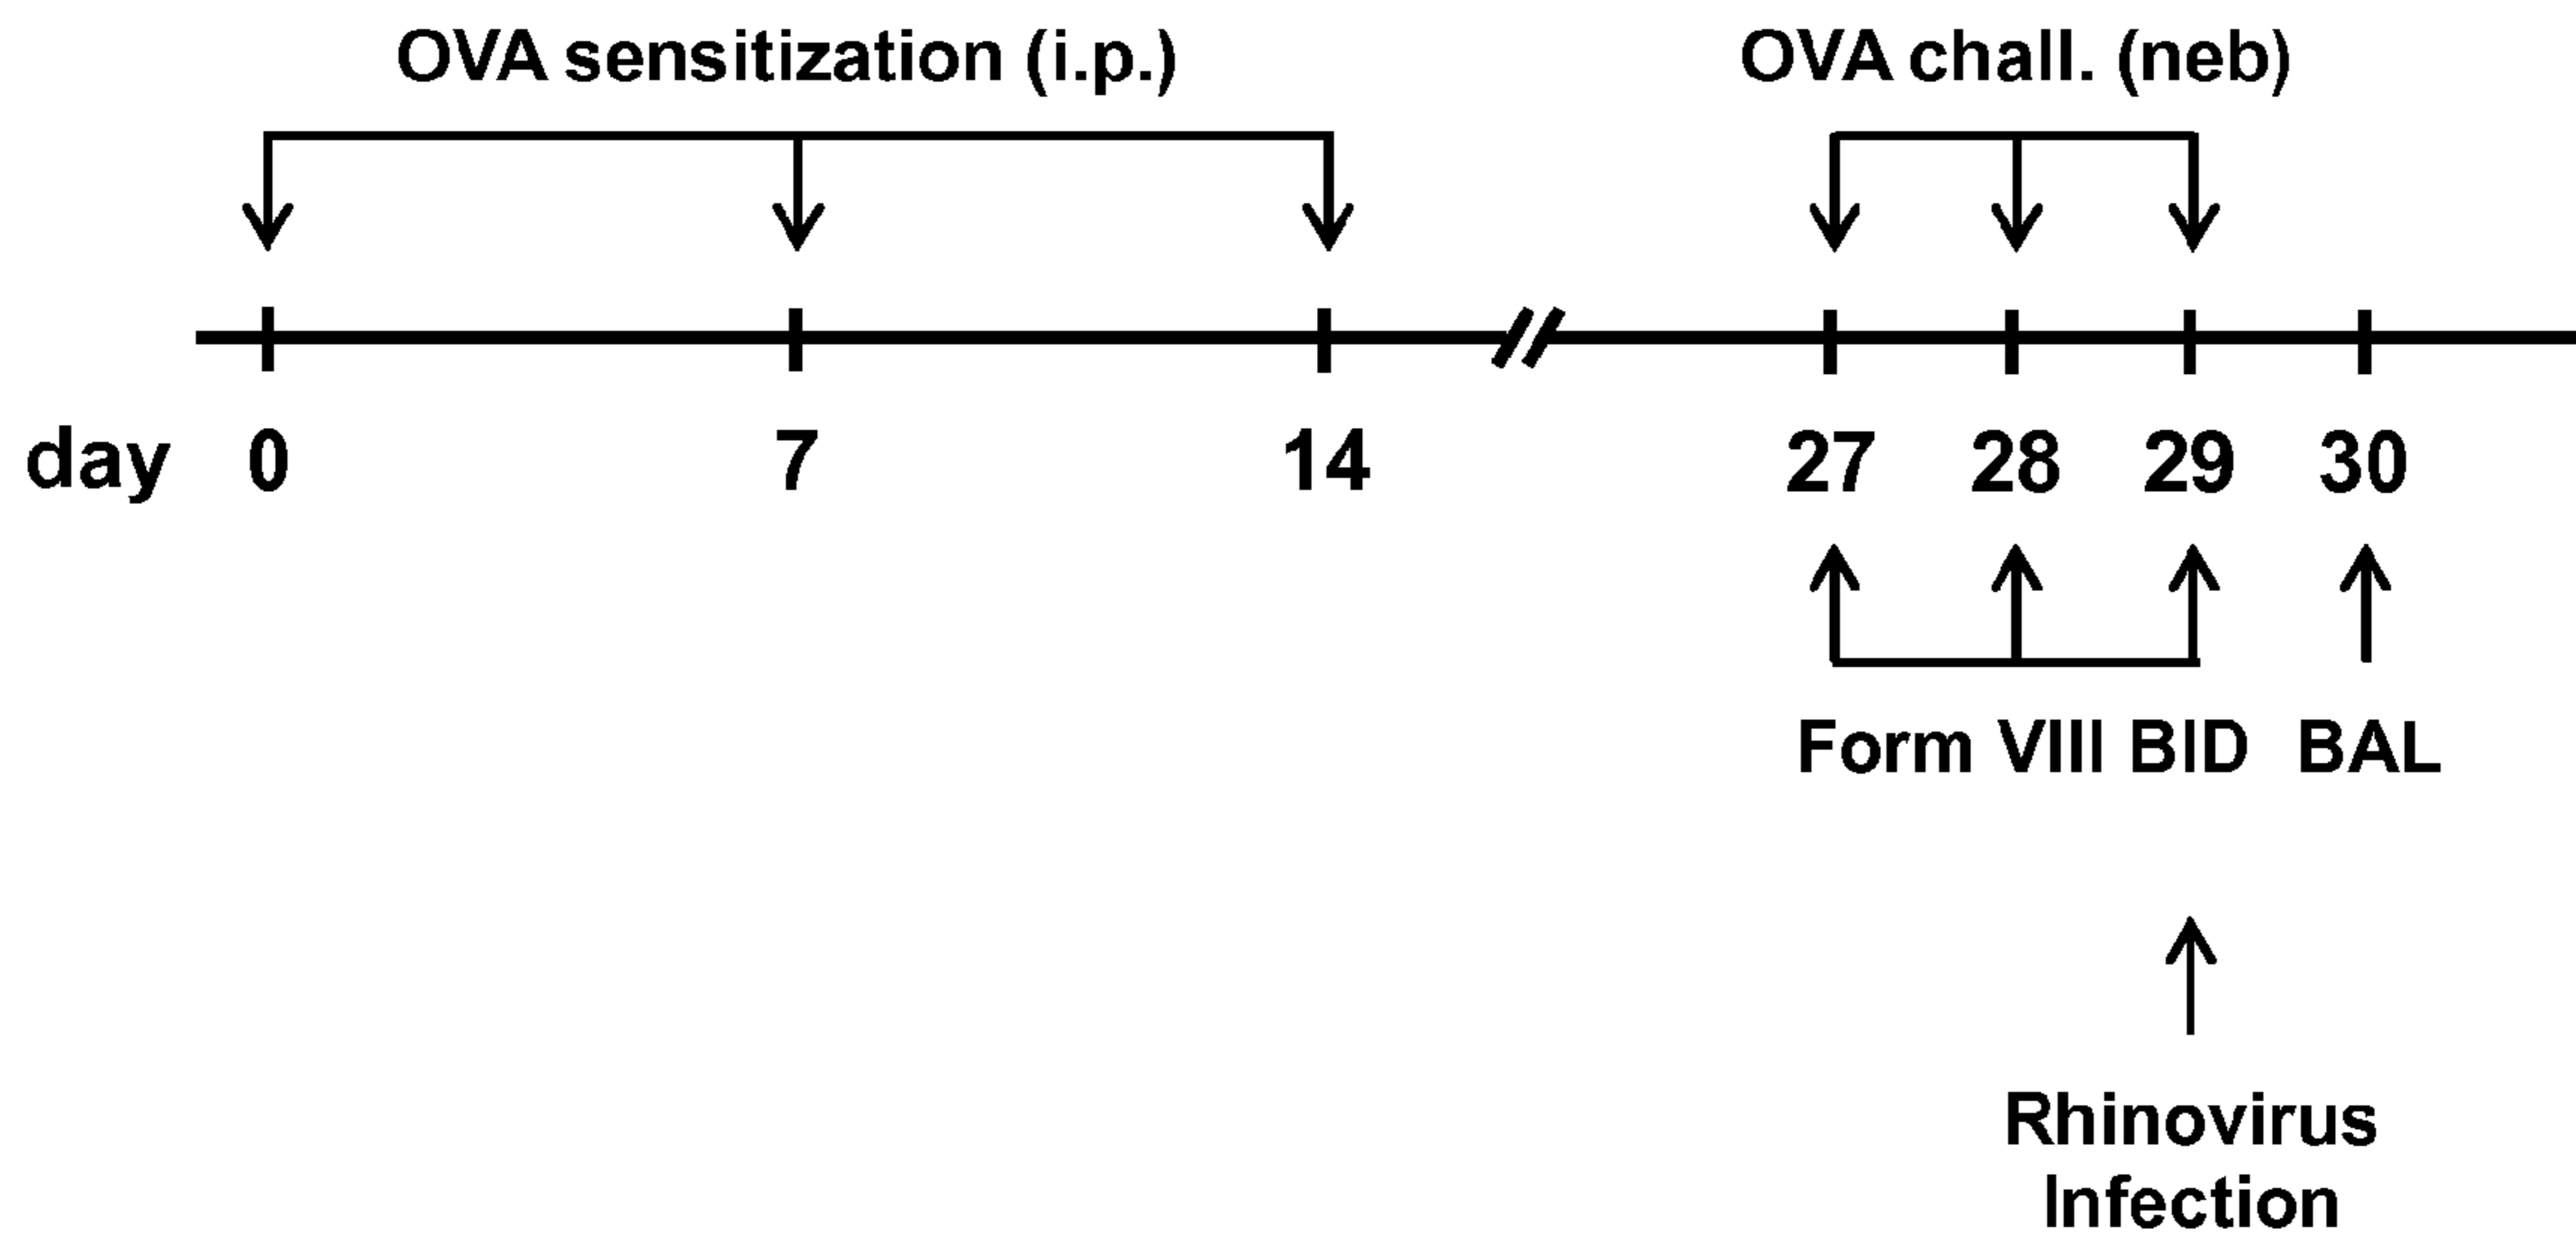 OVA sensitization (i.p.) OVA chall. (neb)
day 0 7 14 27 28 29 30
Form VIII BID BAL
Rhinovirus
Infection